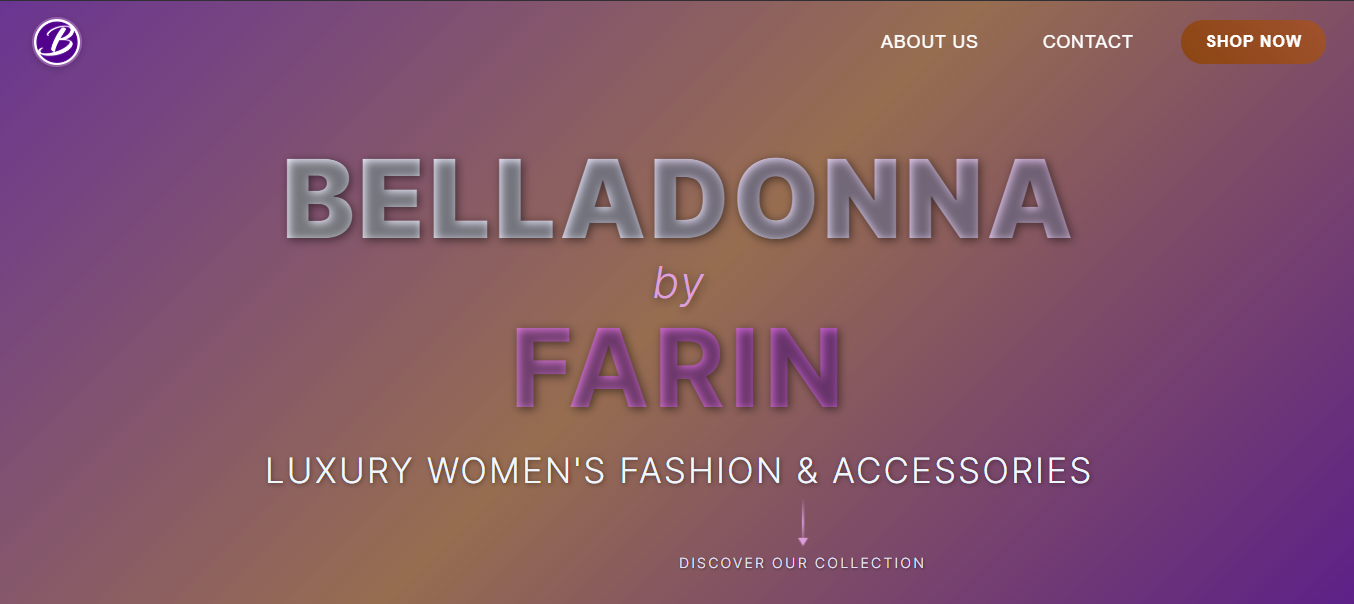 B
ABOUT US
CONTACT
SHOP NOW
BELLADONNA
by
FARIN
LUXURY WOMEN'S FASHION & ACCESSORIES
DISCOVER OUR COLLECTION